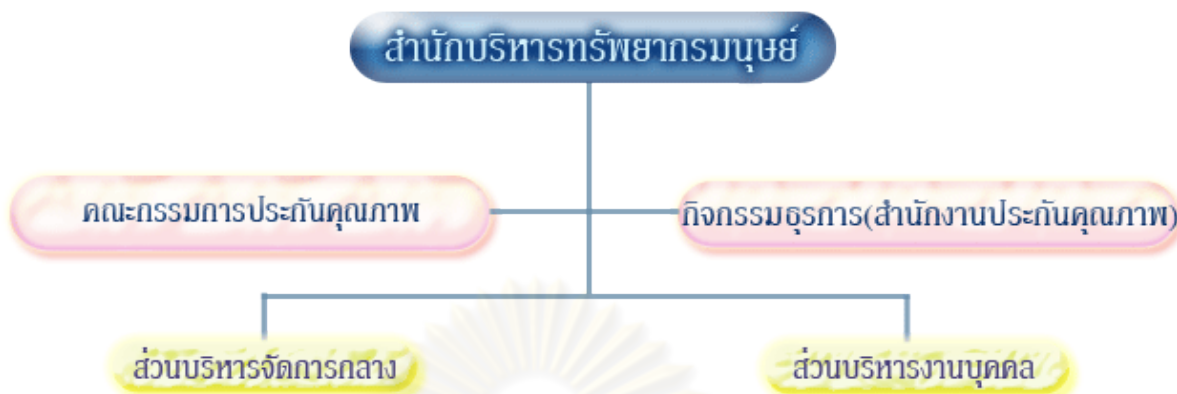 สำนักบริหารทรัพยากรมนุษย์
คณะกรรมการประกันคุณภาพ
กิจกรรมธุรการ(สำนักงานประกันคุณภาพ)
ส่วนบริหารจัดการกลาง
ส่วนบริหารงานบุคคล